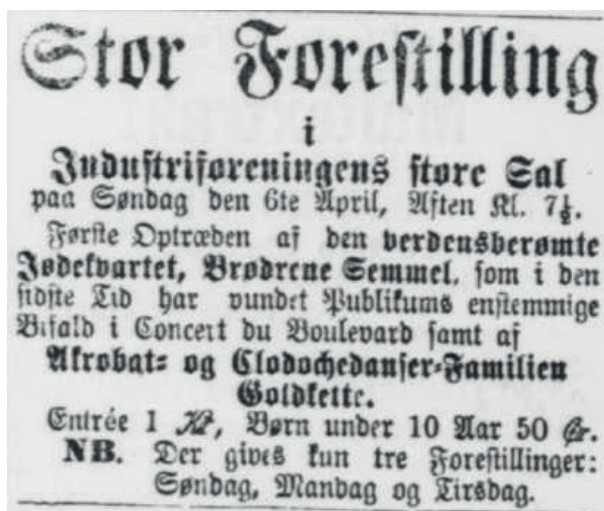 Stor Forestilling
i
Industriforeningens store Sal
paa Søndag den 6te April, Aften Kl. 7½.
Første Optræden af den verdensberømte
Jødekvartet, Brødrene Semmel, som i den
sidste Tid har vundet Publikums enstemmige
Bifald i Concert du Boulevard samt af
Akrobat- og Clodochedanser-Familien
Goldkette.
Entrée 1 Kr, Børn under 10 Aar 50 Ør.
NB. Der gives kun tre Forestillinger:
Søndag, Mandag og Tirsdag.